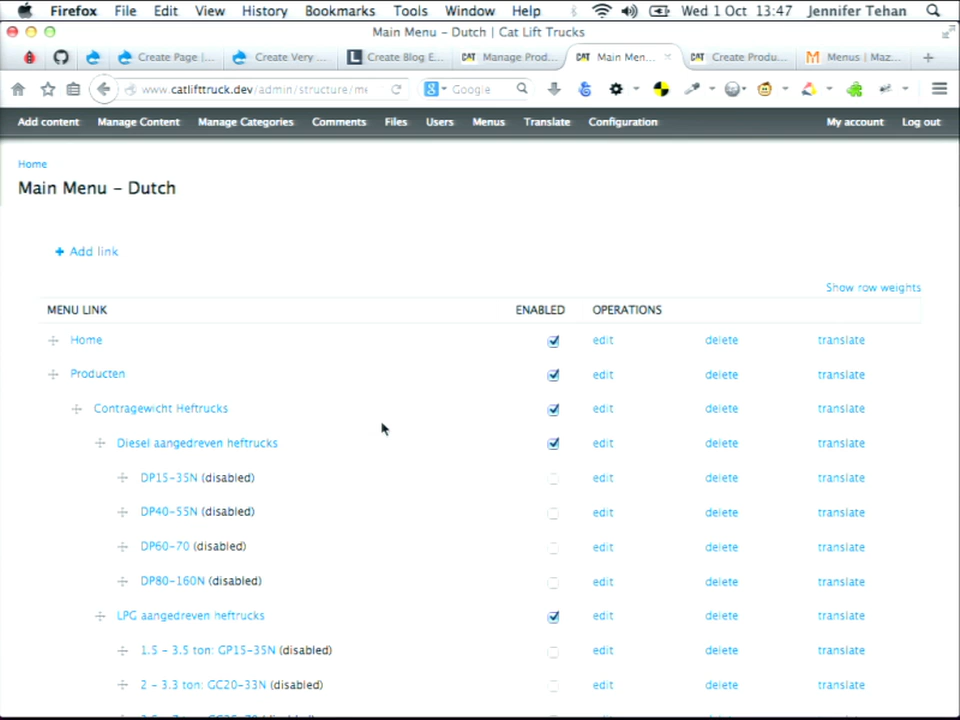 Firefox File Edit View History Bookmarks Tools Window Help Wed 1 Oct 13:47 Jennifer Tehan
Main Menu – Dutch | Cat Lift Trucks
Create Page |... Create Very ... Create Blog E... CAT Manage Prod... CAT Main Men... CAT Create Produ... Menus | Maz...
www.catlifttruck.dev/admin/structure/me Google
Add content Manage Content Manage Categories Comments Files Users Menus Translate Configuration My account Log out
Home
Main Menu – Dutch
+ Add link
Show row weights
MENU LINK ENABLED OPERATIONS
Home edit delete translate
Producten edit delete translate
Contragewicht Heftrucks edit delete translate
Diesel aangedreven heftrucks edit delete translate
DP15-35N (disabled) edit delete translate
DP40-55N (disabled) edit delete translate
DP60-70 (disabled) edit delete translate
DP80-160N (disabled) edit delete translate
LPG aangedreven heftrucks edit delete translate
1.5 – 3.5 ton: GP15-35N (disabled) edit delete translate
2 – 3.3 ton: GC20-33N (disabled) edit delete translate